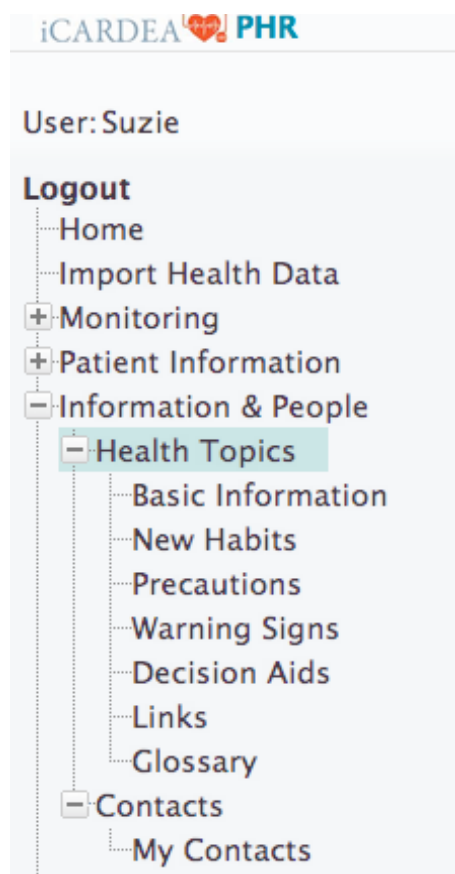 iCARDEA PHR
User: Suzie
Logout
Home
Import Health Data
Monitoring
Patient Information
Information & People
Health Topics
Basic Information
New Habits
Precautions
Warning Signs
Decision Aids
Links
Glossary
Contacts
My Contacts